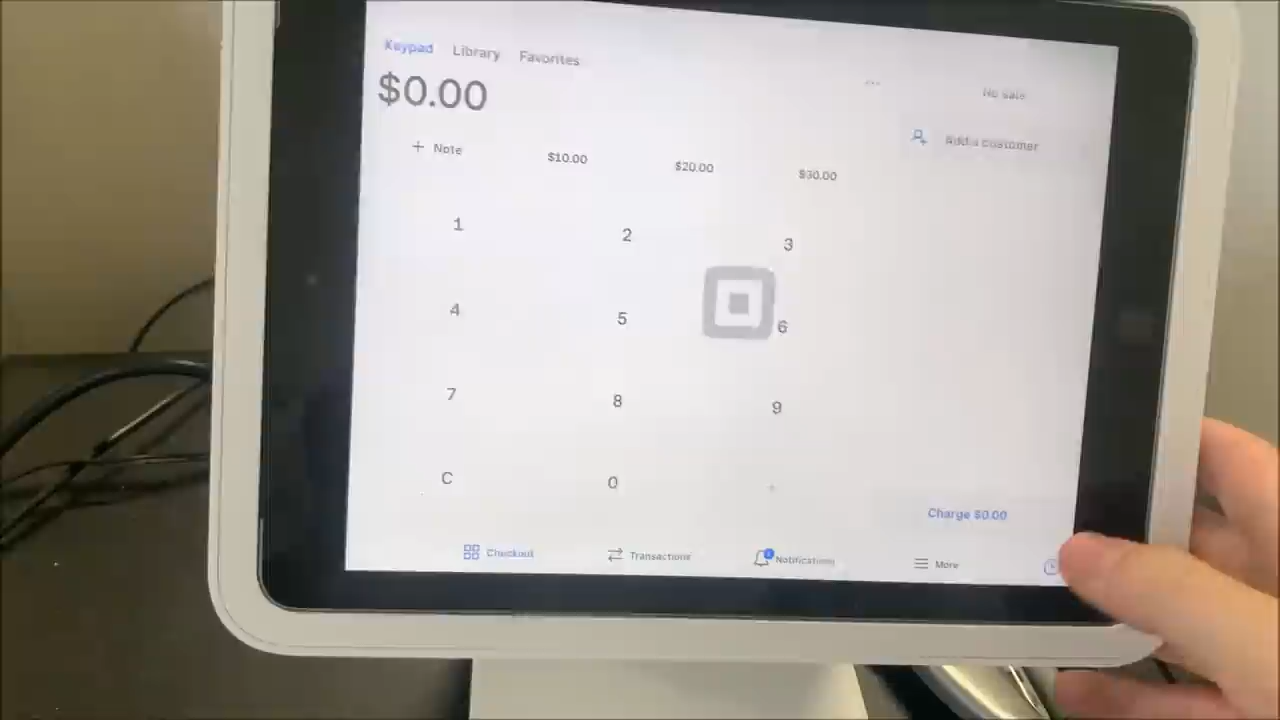 Keypad Library Favorites
$0.00
No sale
Add a customer
+ Note $10.00 $20.00 $30.00
1 2 3
4 5 6
7 8 9
C 0 +
Charge $0.00
Checkout Transactions Notifications More